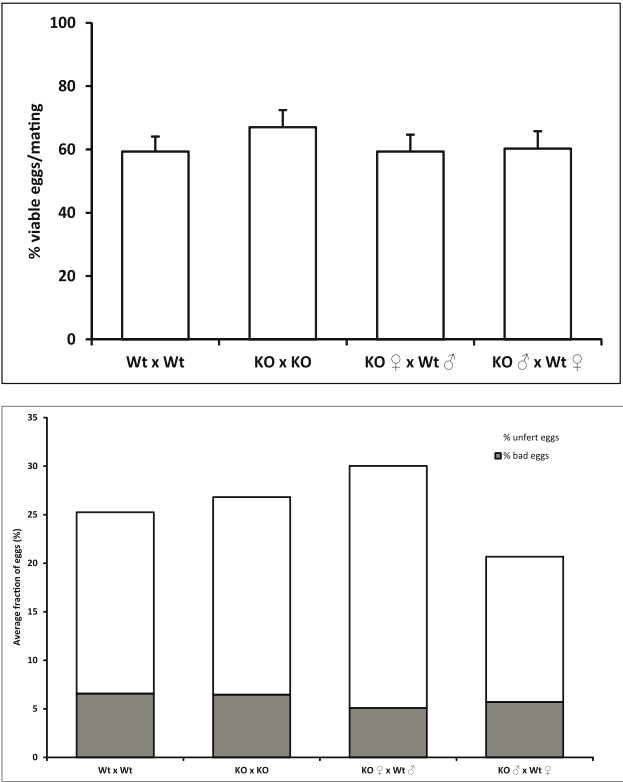 100
80
60
40
20
0
% viable eggs/mating
Wt x Wt KO x KO KO ♀ x Wt ♂ KO ♂ x Wt ♀
35
30
25
20
15
10
5
0
Average fraction of eggs (%)
% unfert eggs
% bad eggs
Wt x Wt KO x KO KO ♀ x Wt ♂ KO ♂ x Wt ♀